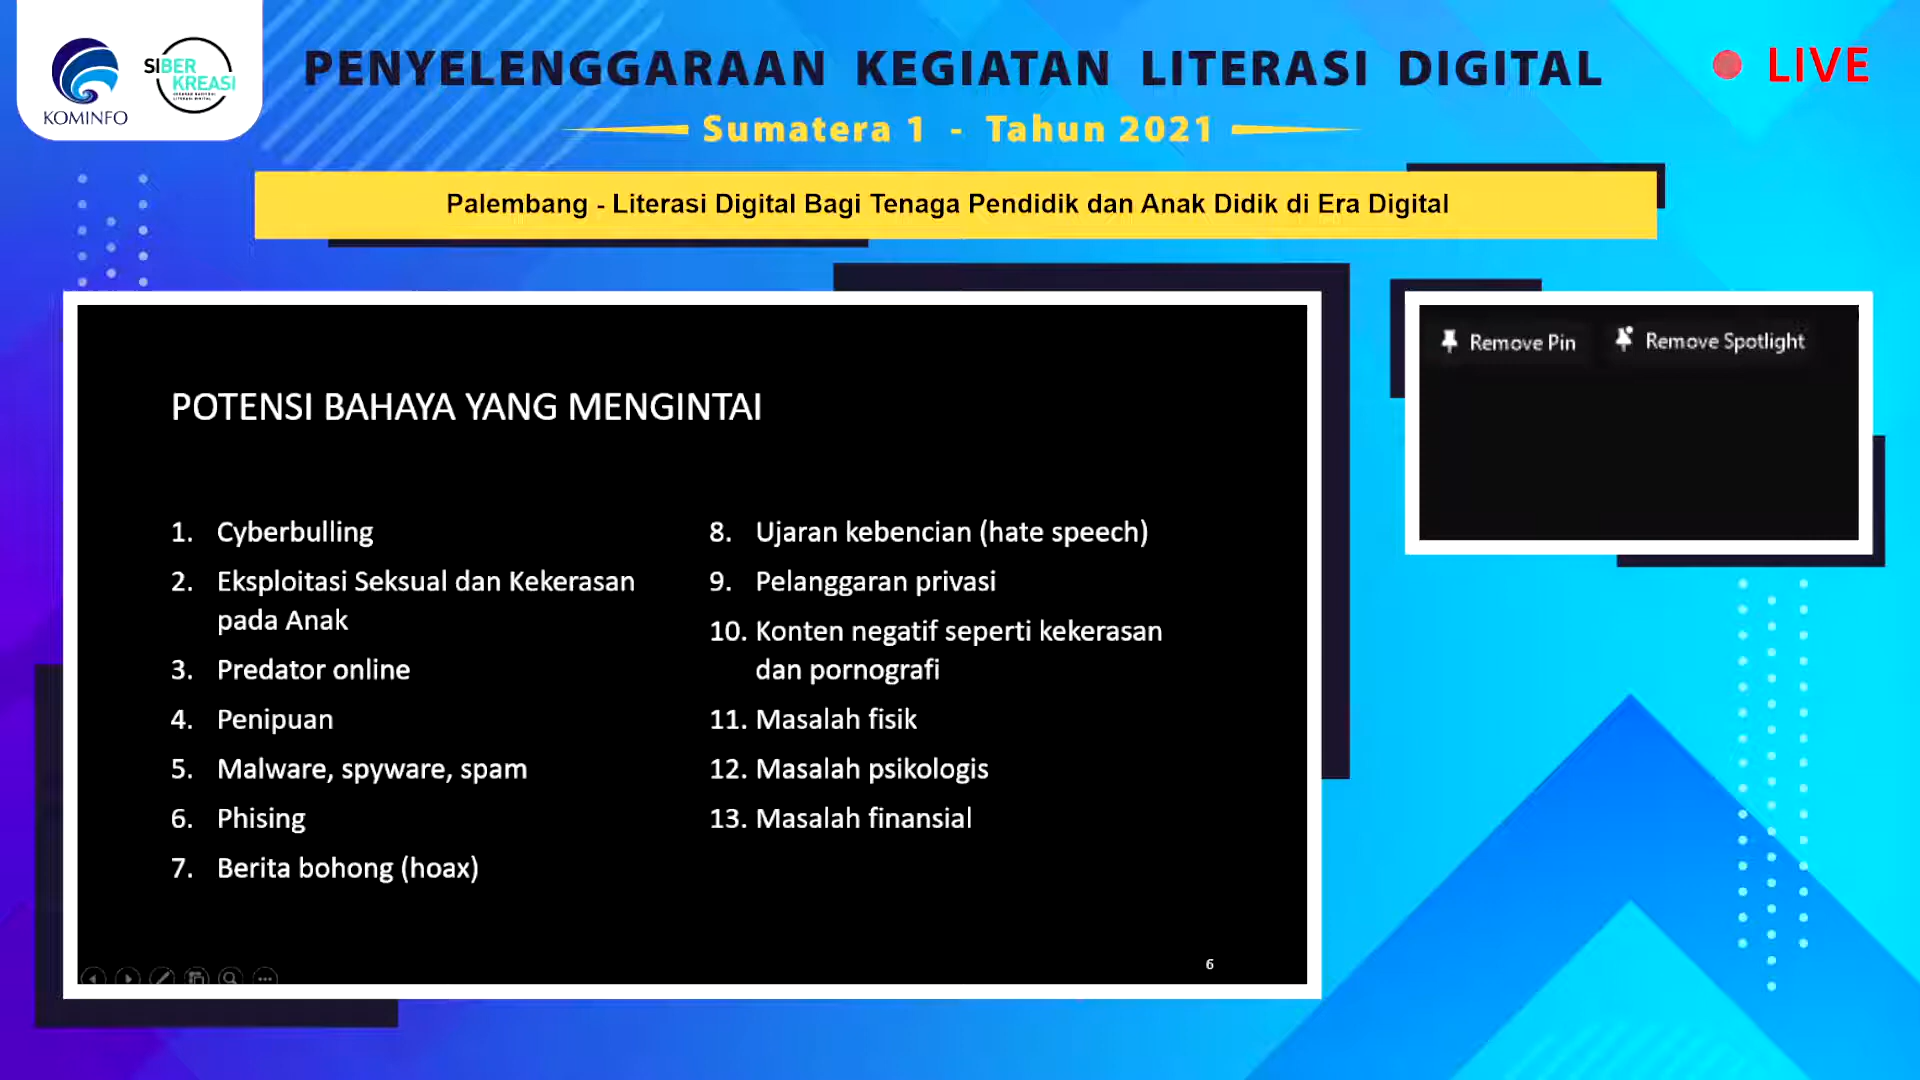 KOMINFO
SIBER
KREASI
PENYELENGGARAAN KEGIATAN LITERASI DIGITAL
LIVE
Sumatera 1 - Tahun 2021
Palembang - Literasi Digital Bagi Tenaga Pendidik dan Anak Didik di Era Digital
Remove Pin
Remove Spotlight
POTENSI BAHAYA YANG MENGINTAI
1. Cyberbulling
2. Eksploitasi Seksual dan Kekerasan
pada Anak
3. Predator online
4. Penipuan
5. Malware, spyware, spam
6. Phising
7. Berita bohong (hoax)
8. Ujaran kebencian (hate speech)
9. Pelanggaran privasi
10. Konten negatif seperti kekerasan
dan pornografi
11. Masalah fisik
12. Masalah psikologis
13. Masalah finansial
6